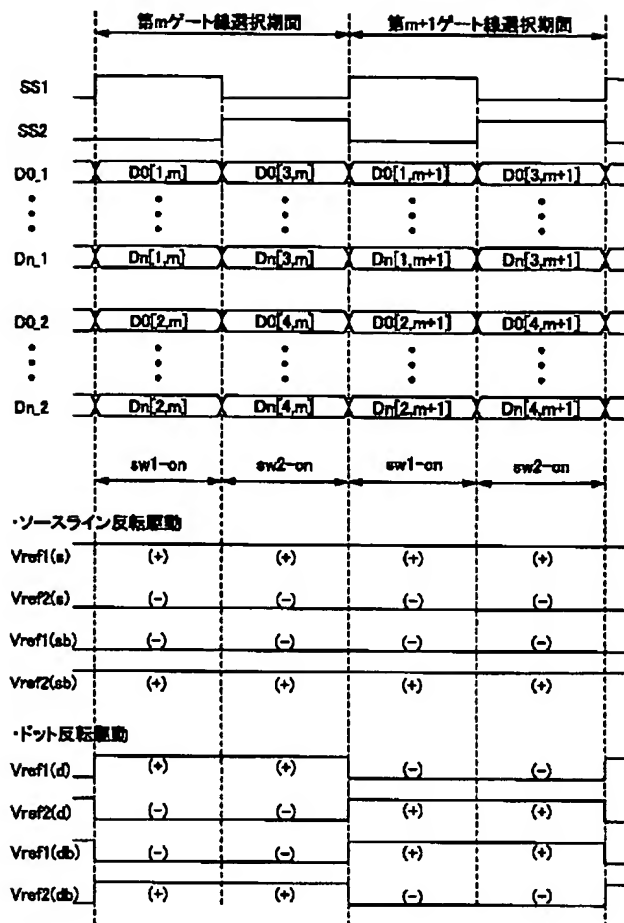 第mゲート線選択期間 第m+1ゲート線選択期間
SS1
SS2
D0_1 D0[1,m] D0[3,m] D0[1,m+1] D0[3,m+1]
Dn_1 Dn[1,m] Dn[3,m] Dn[1,m+1] Dn[3,m+1]
D0_2 D0[2,m] D0[4,m] D0[2,m+1] D0[4,m+1]
Dn_2 Dn[2,m] Dn[4,m] Dn[2,m+1] Dn[4,m+1]
sw1-on sw2-on sw1-on sw2-on
・ソースライン反転駆動
Vref1(s) (+) (+) (+) (+)
Vref2(s) (-) (-) (-) (-)
Vref1(sb) (-) (-) (-) (-)
Vref2(sb) (+) (+) (+) (+)
・ドット反転駆動
Vref1(d) (+) (+) (-) (-)
Vref2(d) (-) (-) (+) (+)
Vref1(db) (-) (-) (+) (+)
Vref2(db) (+) (+) (-) (-)